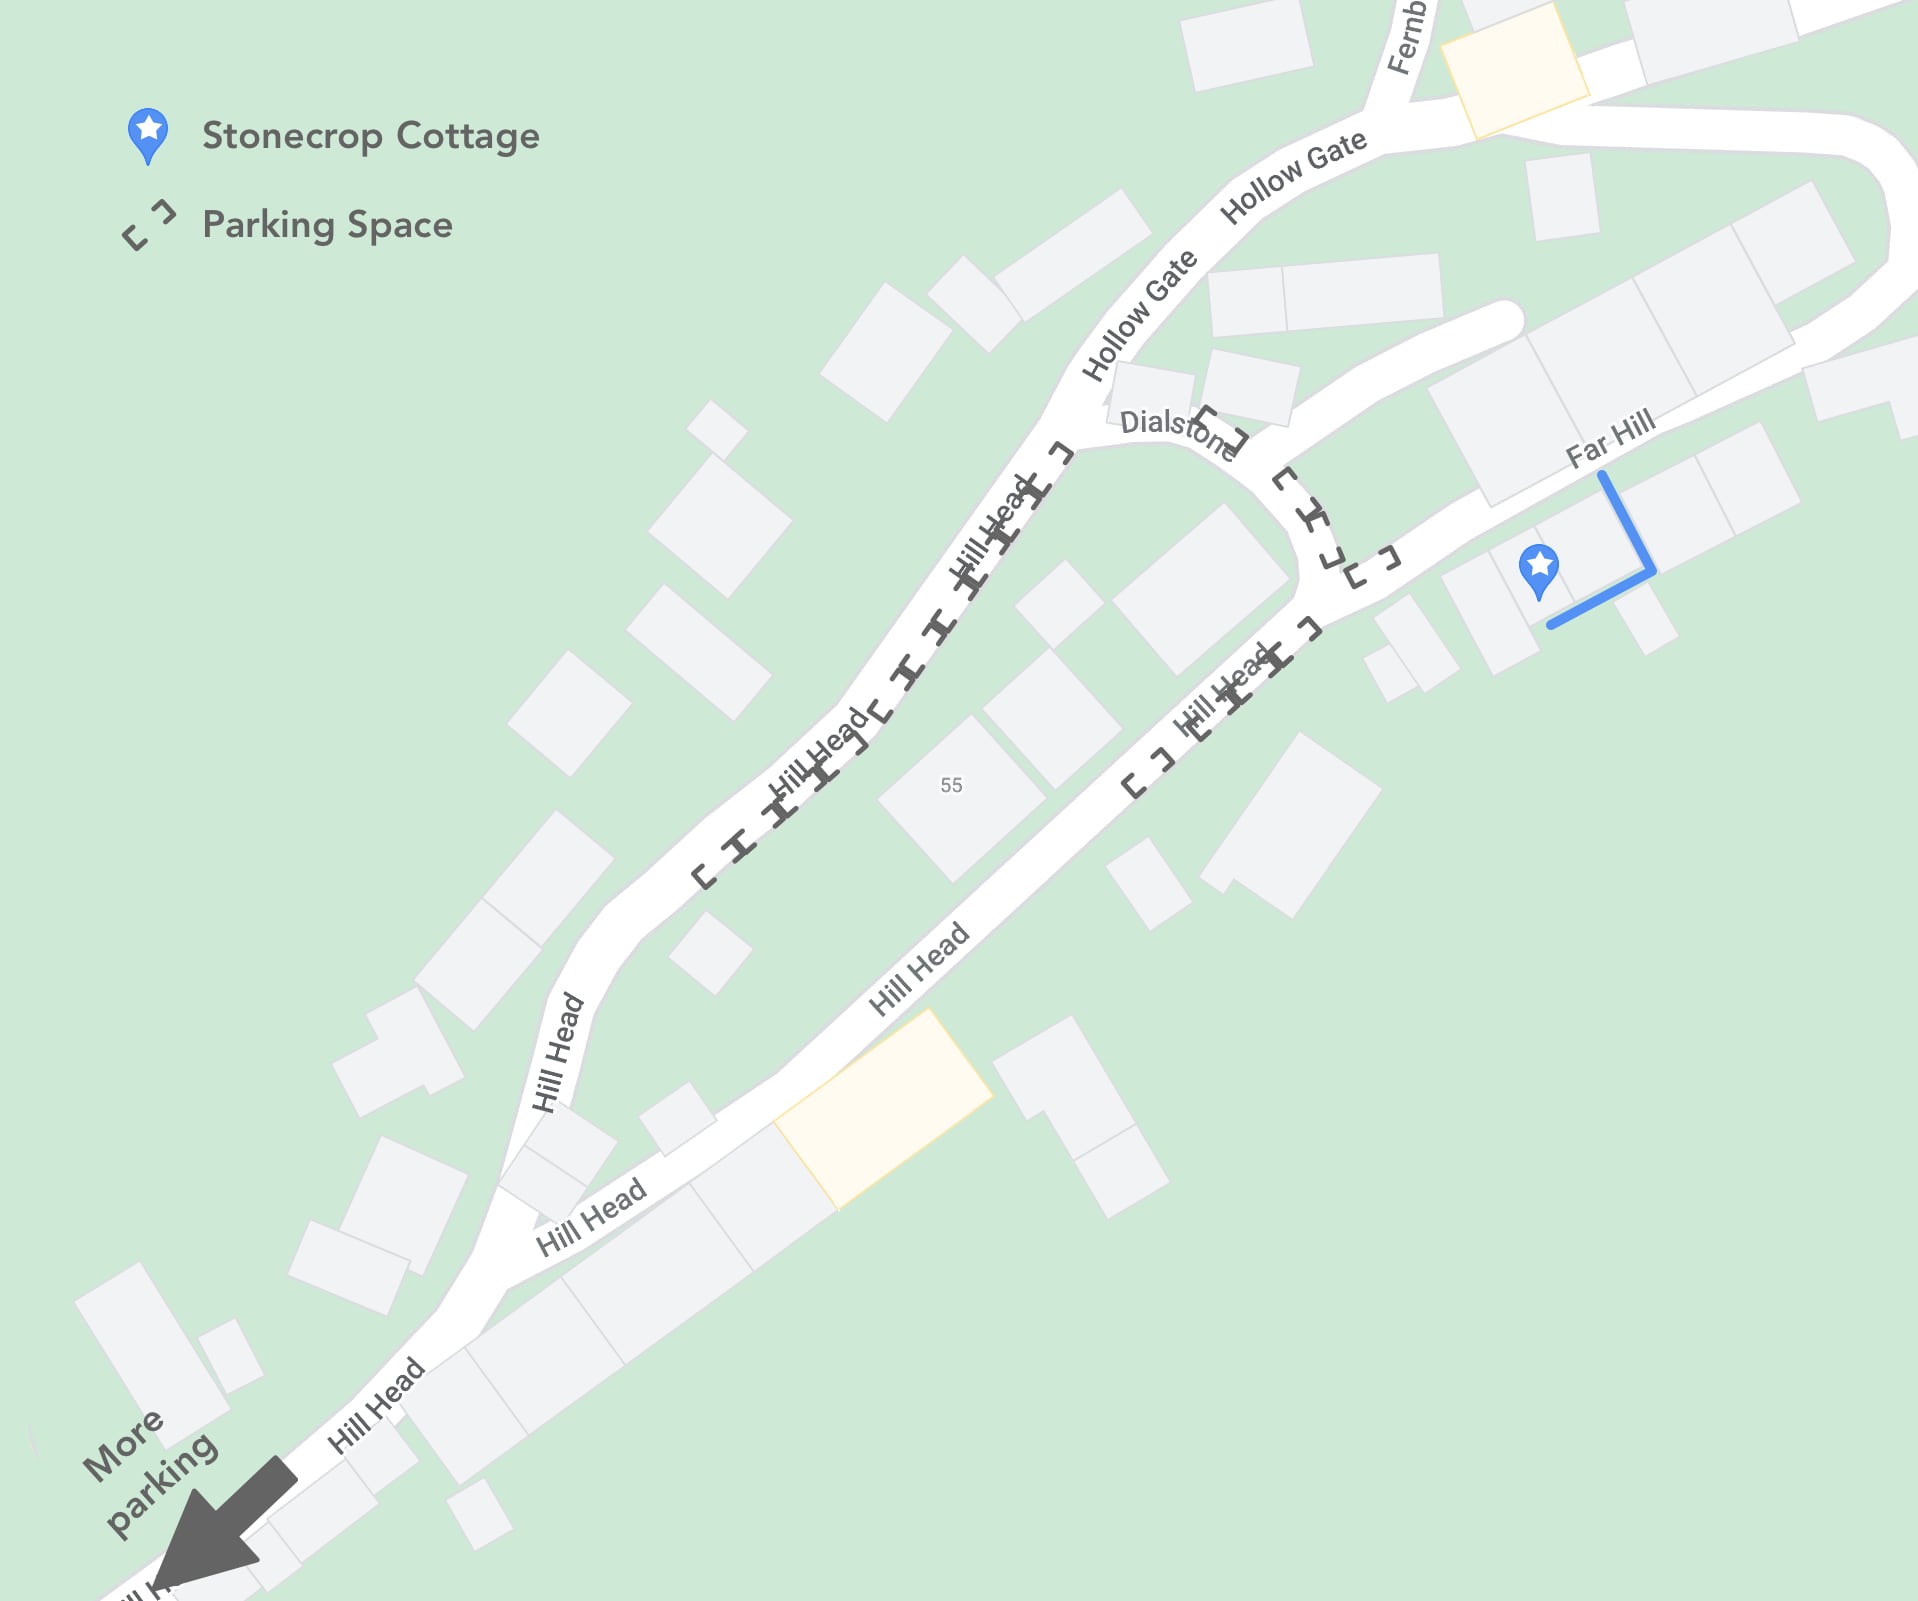 Fernb
Stonecrop Cottage
Hollow Gate
Parking Space
Hollow Gate
Dialstone
Far Hill
Hill Head
Hill Head
Hill Head
55
Hill Head
Hill Head
Hill Head
Hill Head
More
parking